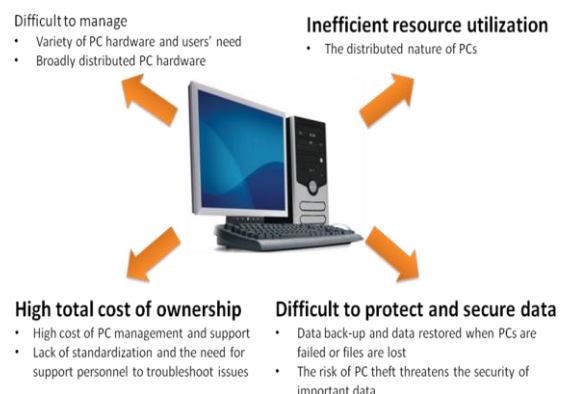 Difficult to manage
• Variety of PC hardware and users' need
• Broadly distributed PC hardware
Inefficient resource utilization
• The distributed nature of PCs
High total cost of ownership
• High cost of PC management and support
• Lack of standardization and the need for
support personnel to troubleshoot issues
Difficult to protect and secure data
• Data back-up and data restored when PCs are
failed or files are lost
• The risk of PC theft threatens the security of
important data